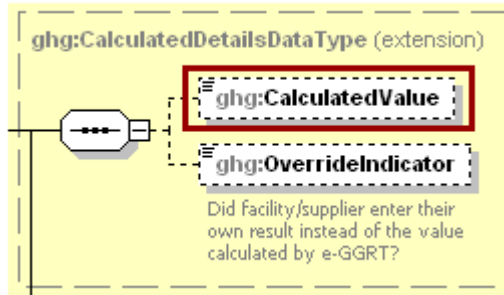 ghg:CalculatedDetailsDataType (extension)
ghg:CalculatedValue
ghg:OverrideIndicator
Did facility/supplier enter their
own result instead of the value
calculated by e-GGRT?